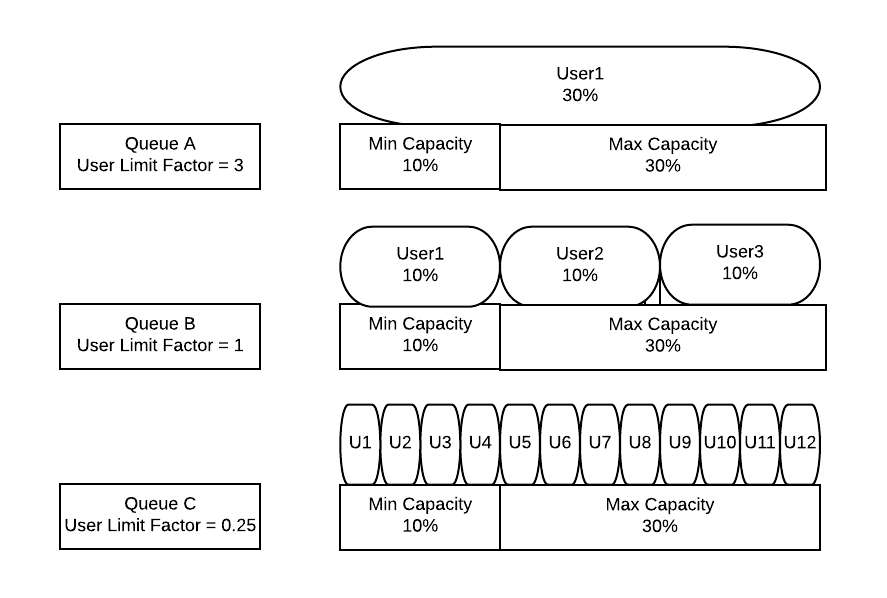 User1
30%
Queue A
User Limit Factor = 3
Min Capacity
10%
Max Capacity
30%
User1
10%
User2
10%
User3
10%
Queue B
User Limit Factor = 1
Min Capacity
10%
Max Capacity
30%
U1 U2 U3 U4 U5 U6 U7 U8 U9 U10 U11 U12
Queue C
User Limit Factor = 0.25
Min Capacity
10%
Max Capacity
30%